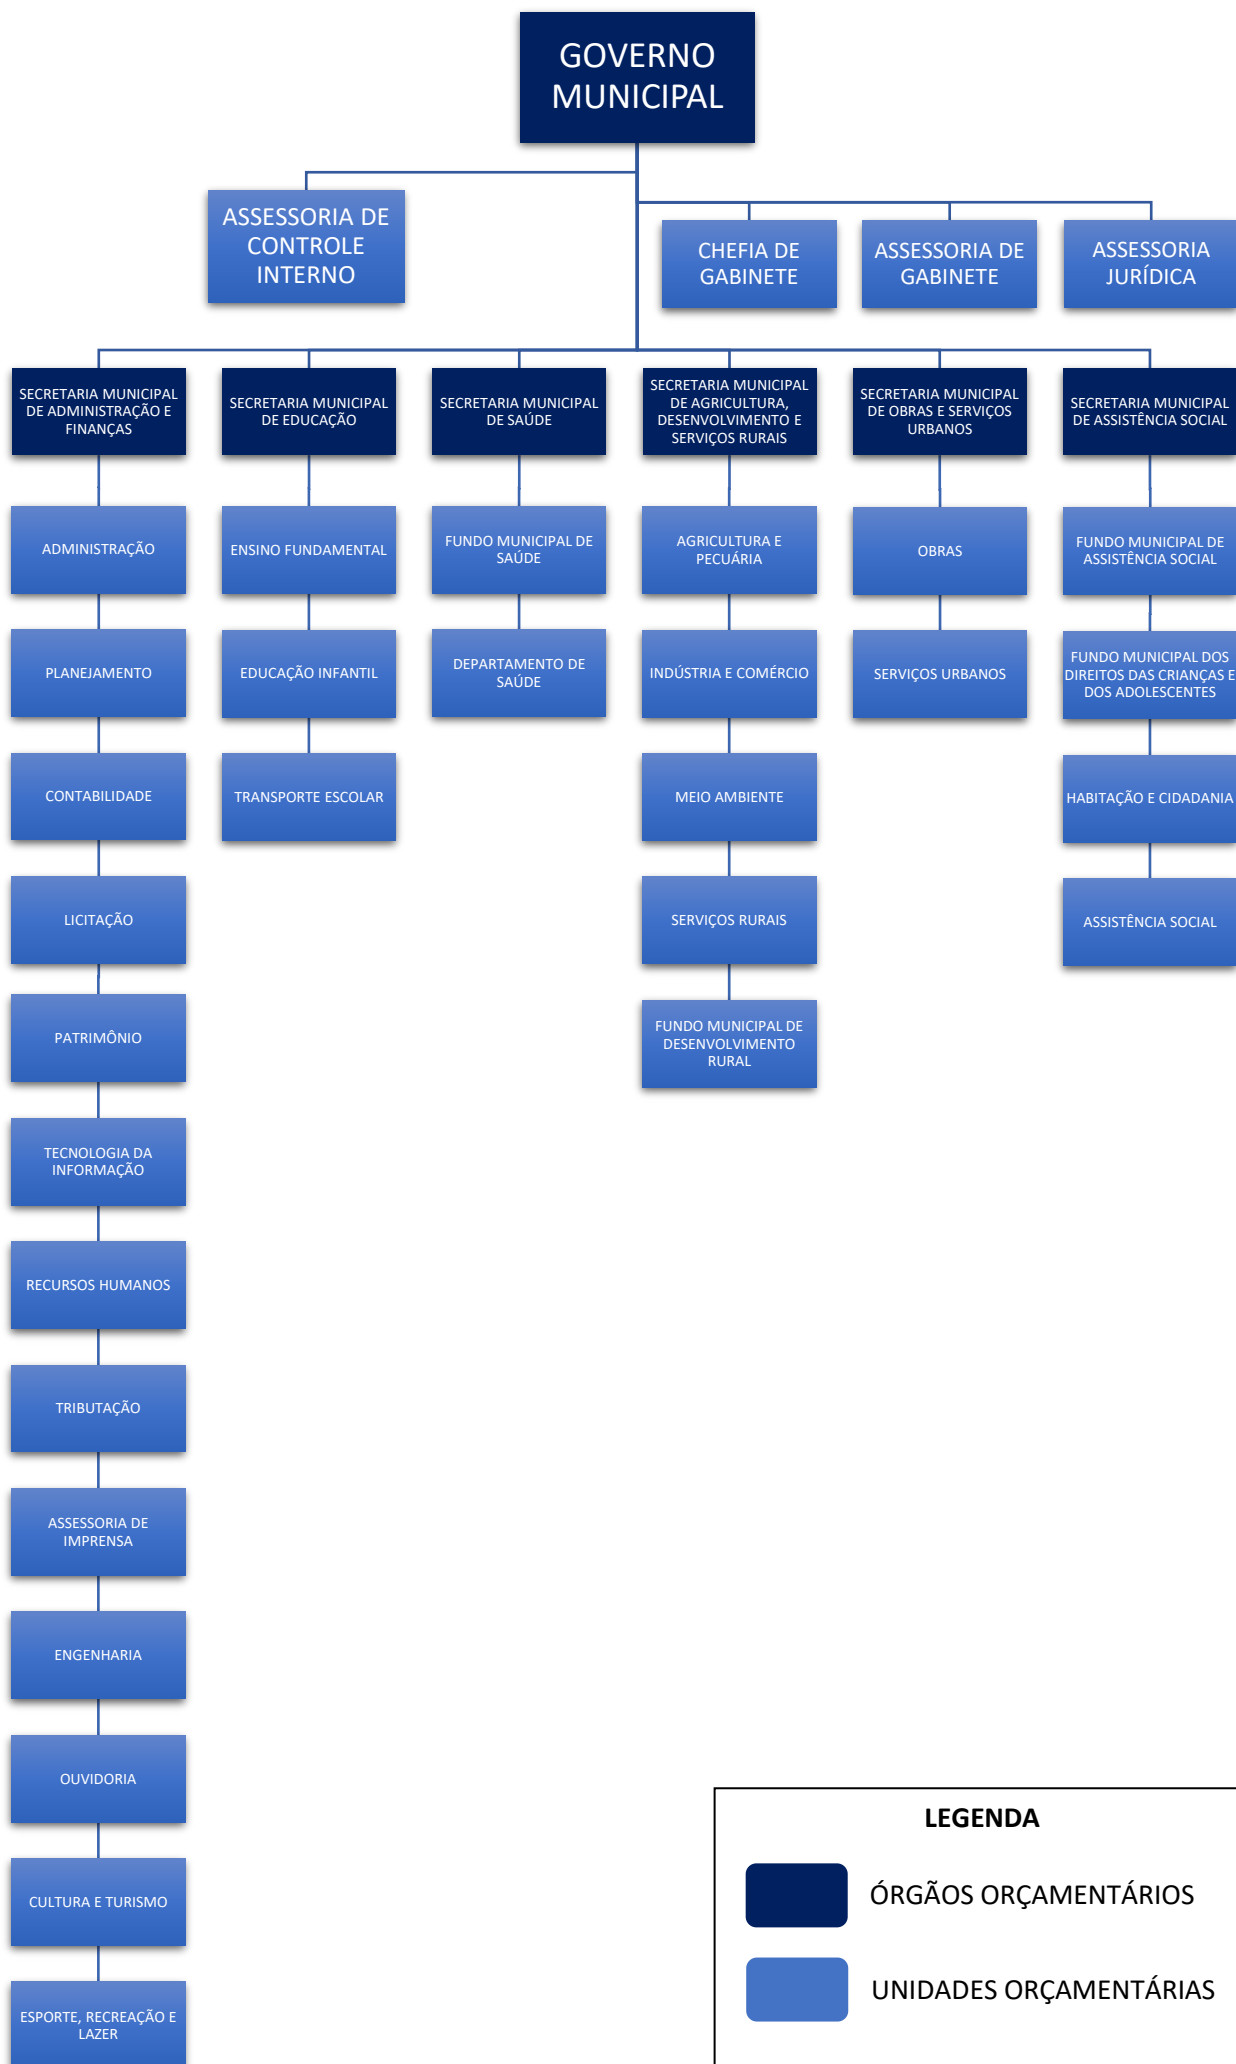 GOVERNO
MUNICIPAL
ASSESSORIA DE
CONTROLE
INTERNO
CHEFIA DE
GABINETE
ASSESSORIA DE
GABINETE
ASSESSORIA
JURÍDICA
SECRETARIA MUNICIPAL
DE ADMINISTRAÇÃO E
FINANÇAS
SECRETARIA MUNICIPAL
DE EDUCAÇÃO
SECRETARIA MUNICIPAL
DE SAÚDE
SECRETARIA MUNICIPAL
DE AGRICULTURA,
DESENVOLVIMENTO E
SERVIÇOS RURAIS
SECRETARIA MUNICIPAL
DE OBRAS E SERVIÇOS
URBANOS
SECRETARIA MUNICIPAL
DE ASSISTÊNCIA SOCIAL
ADMINISTRAÇÃO
PLANEJAMENTO
CONTABILIDADE
LICITAÇÃO
PATRIMÔNIO
TECNOLOGIA DA
INFORMAÇÃO
RECURSOS HUMANOS
TRIBUTAÇÃO
ASSESSORIA DE
IMPRENSA
ENGENHARIA
OUVIDORIA
CULTURA E TURISMO
ESPORTE, RECREAÇÃO E
LAZER
ENSINO FUNDAMENTAL
EDUCAÇÃO INFANTIL
TRANSPORTE ESCOLAR
FUNDO MUNICIPAL DE
SAÚDE
DEPARTAMENTO DE
SAÚDE
AGRICULTURA E
PECUÁRIA
INDÚSTRIA E COMÉRCIO
MEIO AMBIENTE
SERVIÇOS RURAIS
FUNDO MUNICIPAL DE
DESENVOLVIMENTO
RURAL
OBRAS
SERVIÇOS URBANOS
FUNDO MUNICIPAL DE
ASSISTÊNCIA SOCIAL
FUNDO MUNICIPAL DOS
DIREITOS DAS CRIANÇAS E
DOS ADOLESCENTES
HABITAÇÃO E CIDADANIA
ASSISTÊNCIA SOCIAL
LEGENDA
ÓRGÃOS ORÇAMENTÁRIOS
UNIDADES ORÇAMENTÁRIAS